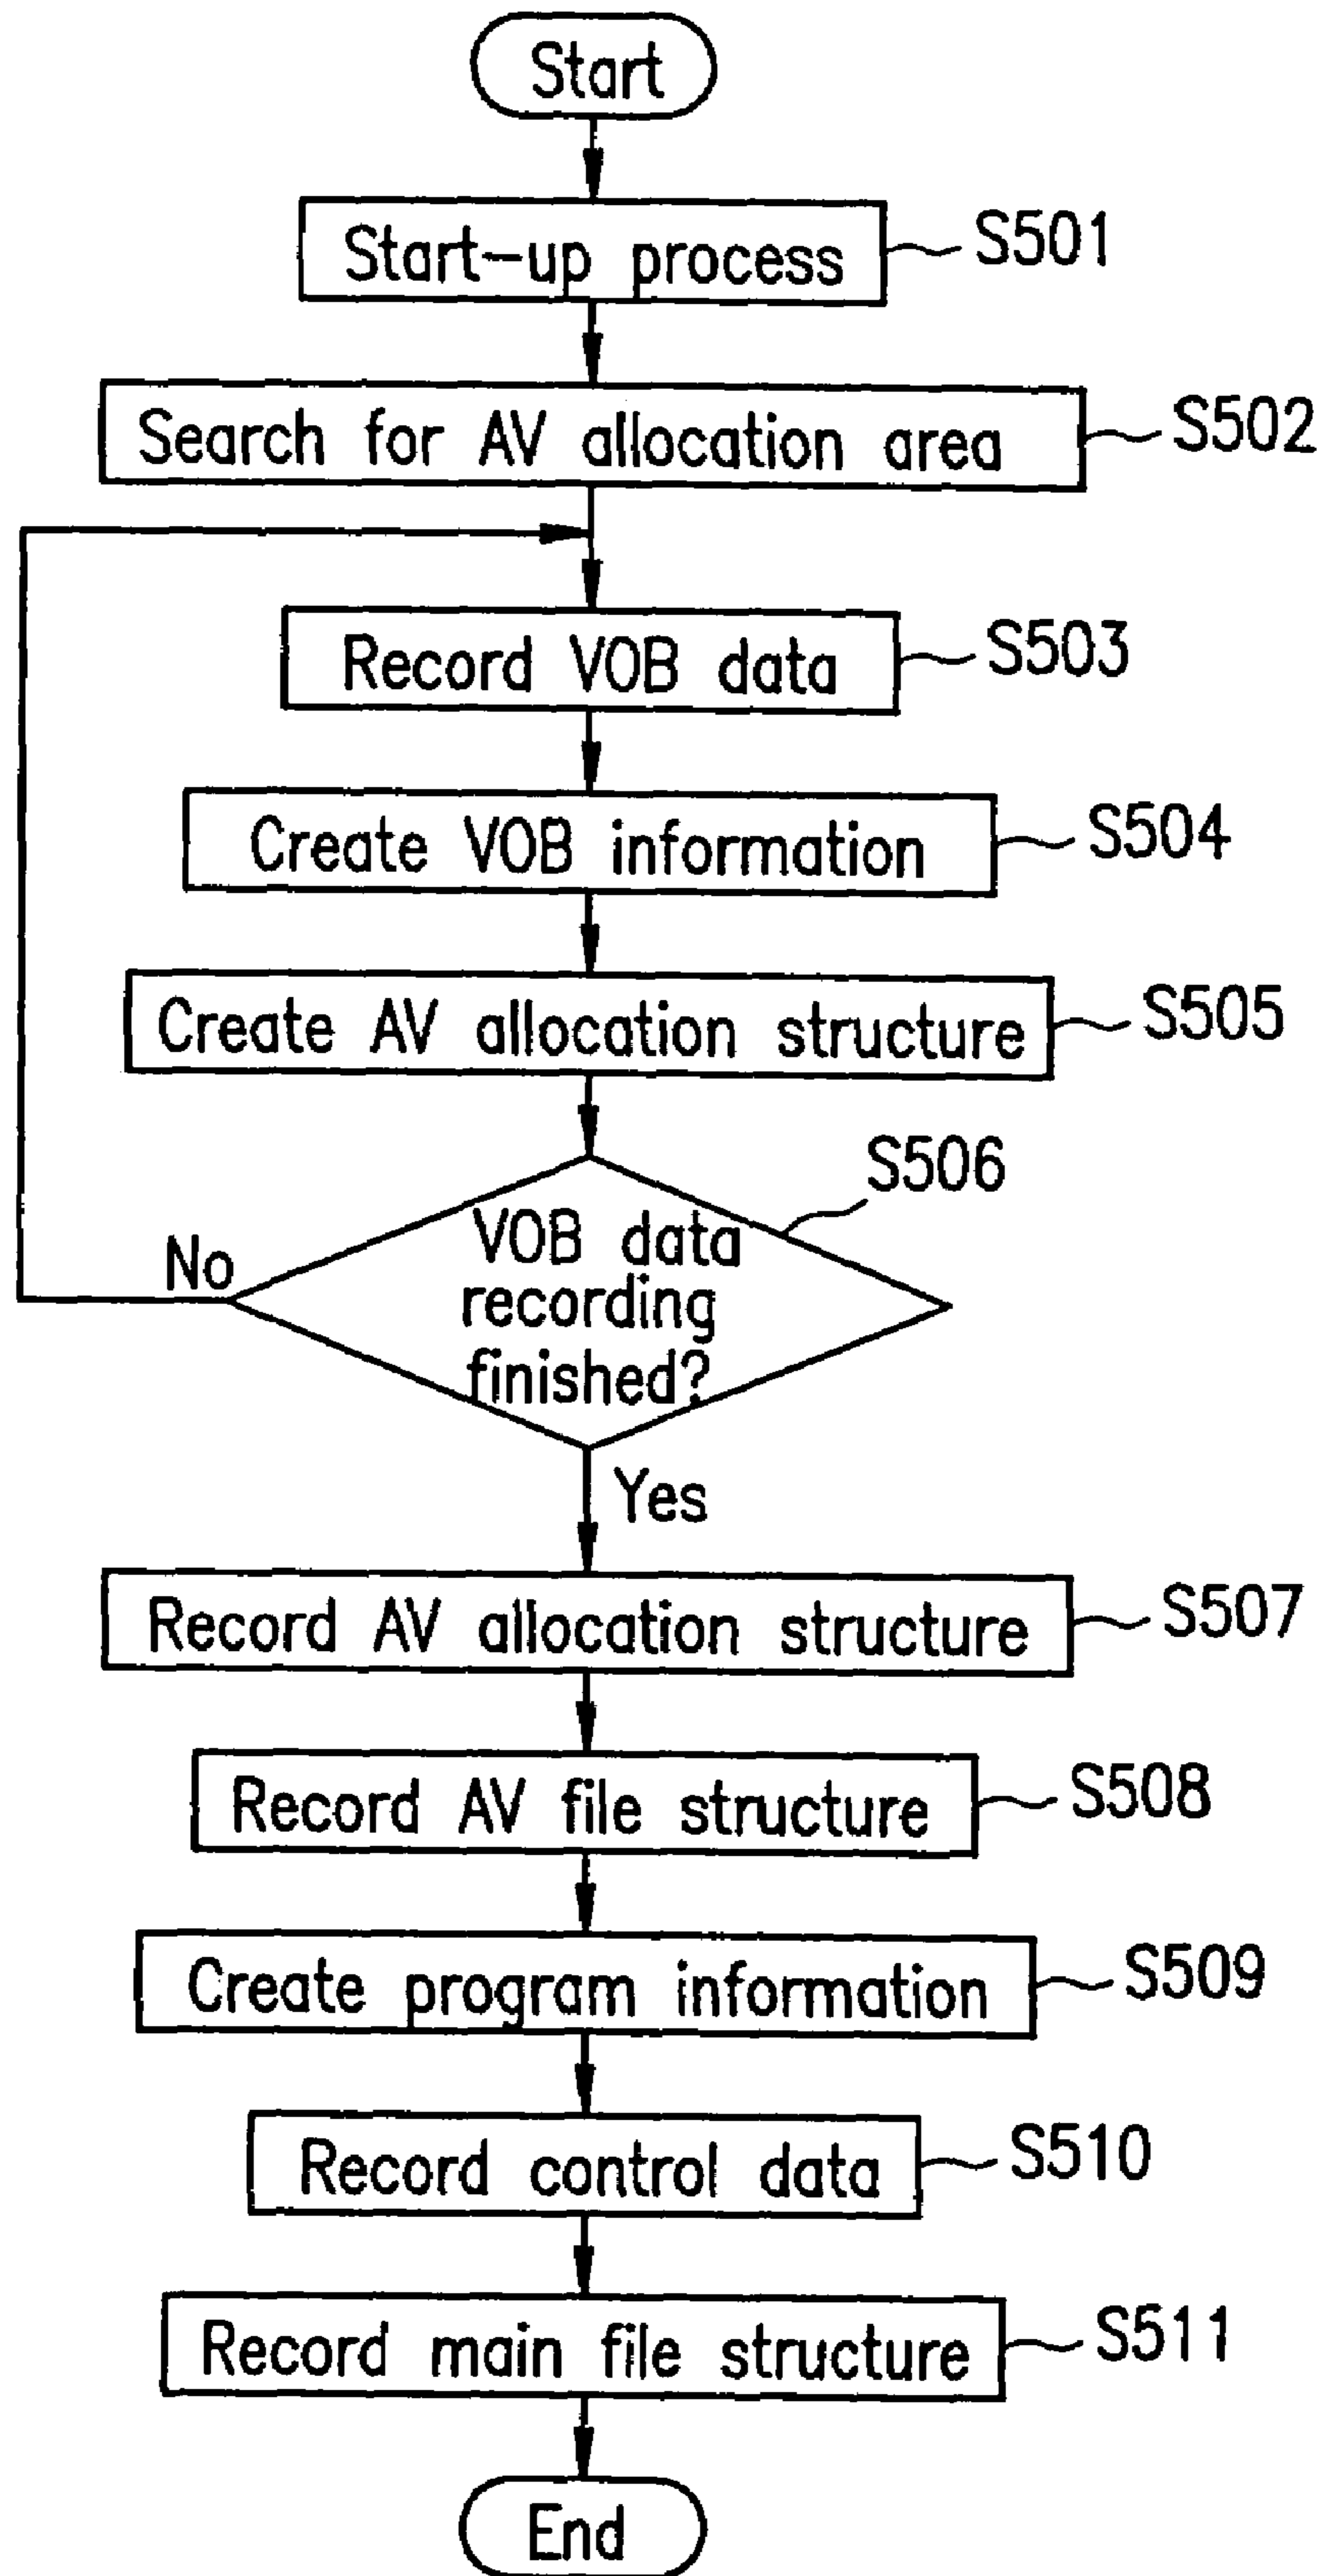 Start
Start-up process
S501
Search for AV allocation area
S502
Record VOB data
S503
Create VOB information
S504
Create AV allocation structure
S505
S506
VOB data
recording
finished?
No
Yes
Record AV allocation structure
S507
Record AV file structure
S508
Create program information
S509
Record control data
S510
Record main file structure
S511
End